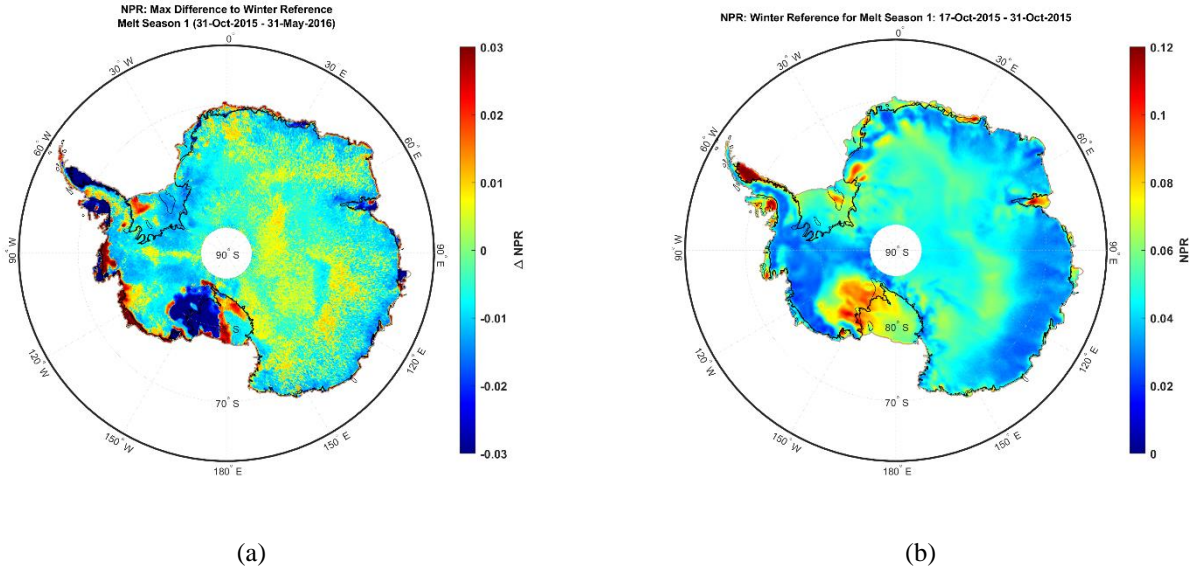 NPR: Max Difference to Winter Reference
Melt Season 1 (31-Oct-2015 - 31-May-2016)
0°
30° E
60° E
90° E
120° E
150° E
180° E
150° W
120° W
90° W
60° W
30° W
90° S
S
70° S
0.03
0.02
0.01
0
-0.01
-0.02
-0.03
Δ NPR
(a)
NPR: Winter Reference for Melt Season 1: 17-Oct-2015 - 31-Oct-2015
0°
30° E
60° E
90° E
120° E
150° E
180° E
150° W
120° W
90° W
60° W
30° W
90° S
80° S
70° S
0.12
0.1
0.08
0.06
0.04
0.02
0
NPR
(b)